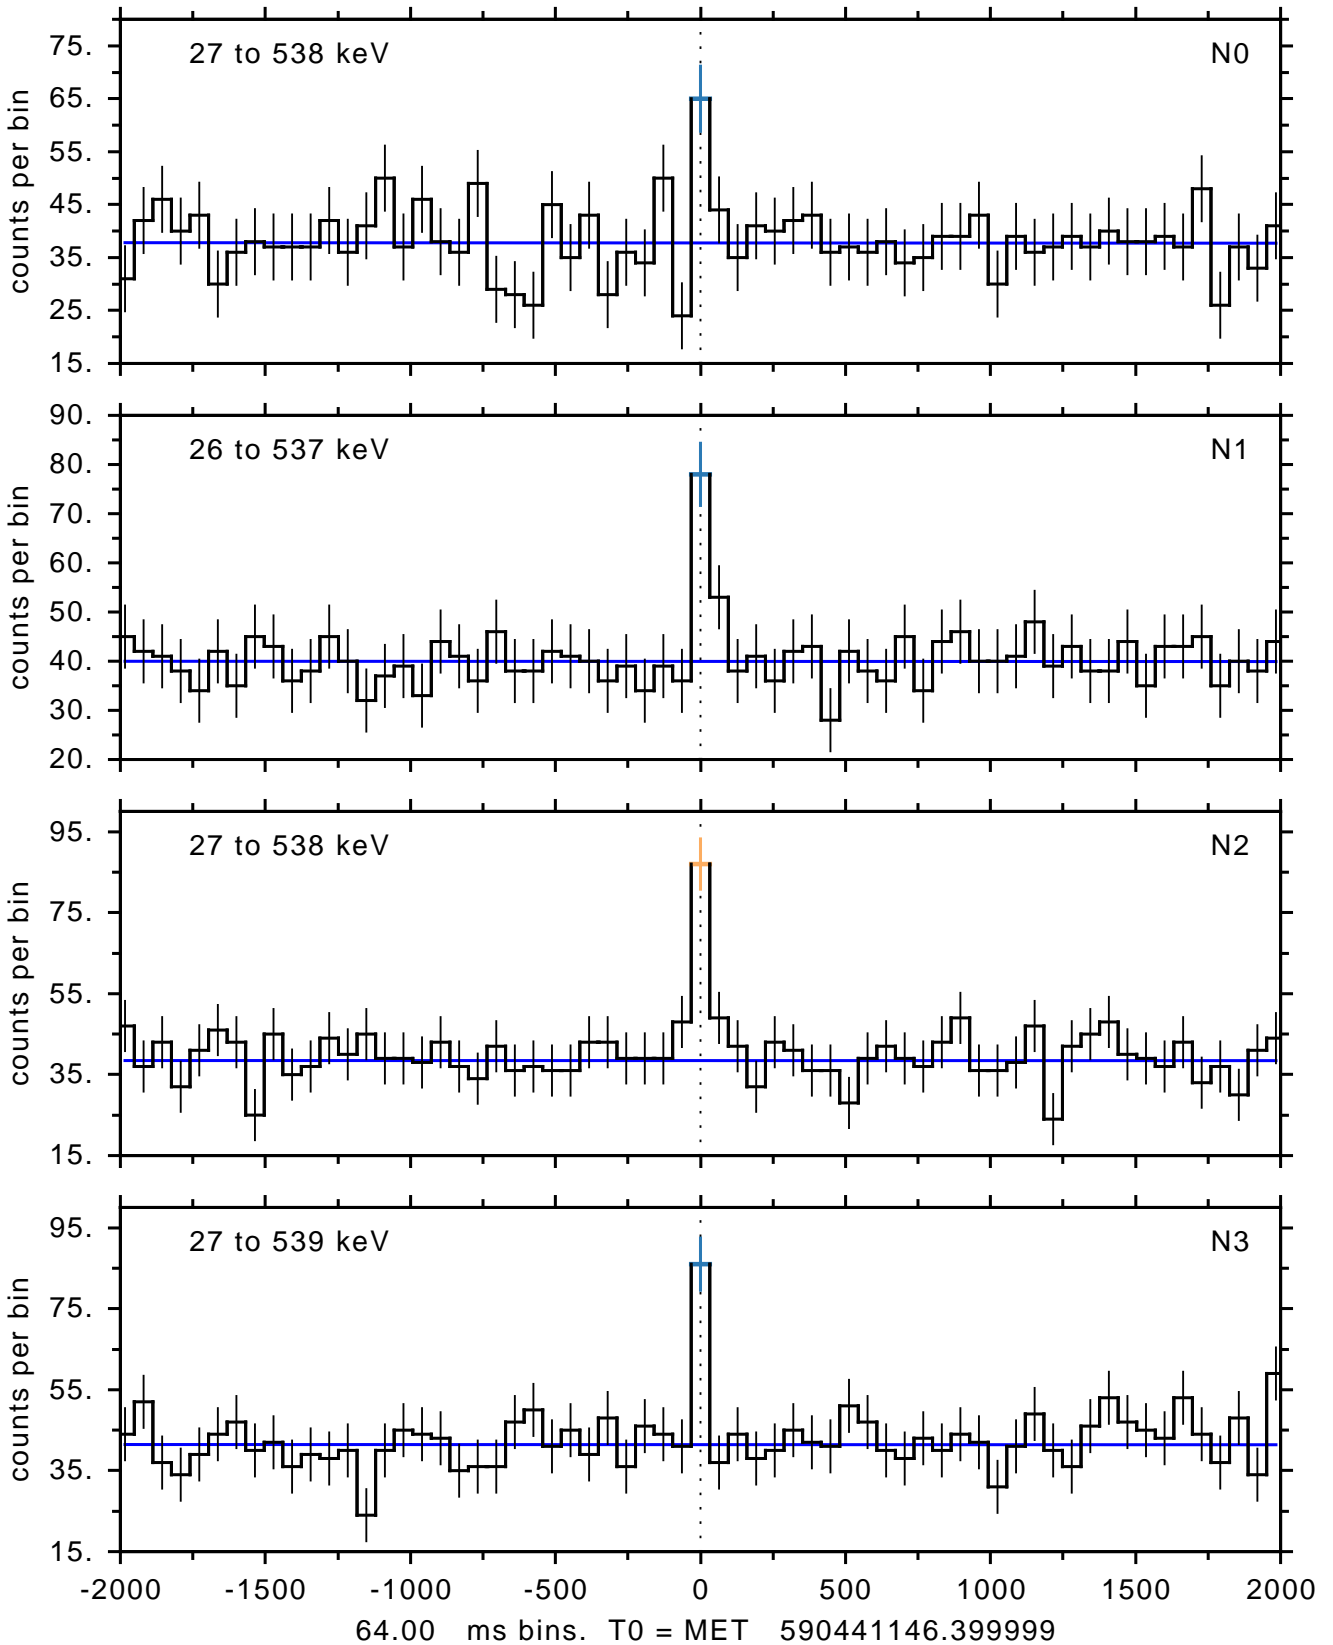 27 to 538 keV N0
75.
65.
55.
45.
35.
25.
15.
counts per bin
26 to 537 keV N1
90.
80.
70.
60.
50.
40.
30.
20.
counts per bin
27 to 538 keV N2
95.
75.
55.
35.
15.
counts per bin
27 to 539 keV N3
95.
75.
55.
35.
15.
counts per bin
-2000 -1500 -1000 -500 0 500 1000 1500 2000
64.00 ms bins. T0 = MET 590441146.399999